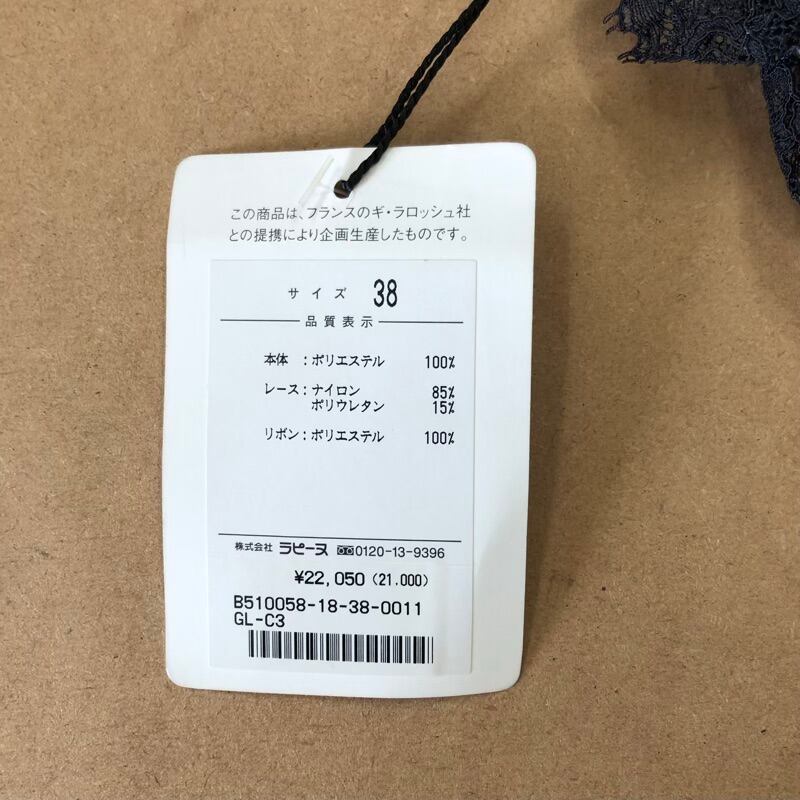 この商品は、フランスのギ・ラロッシュ社
との提携により企画生産したものです。
サイズ 38
品質表示
本体 : ポリエステル 100%
レース : ナイロン 85%
ポリウレタン 15%
リボン : ポリエステル 100%
株式会社 ラピーヌ 0120-13-9396
¥22,050 (21.000)
B510058-18-38-0011
GL-C3